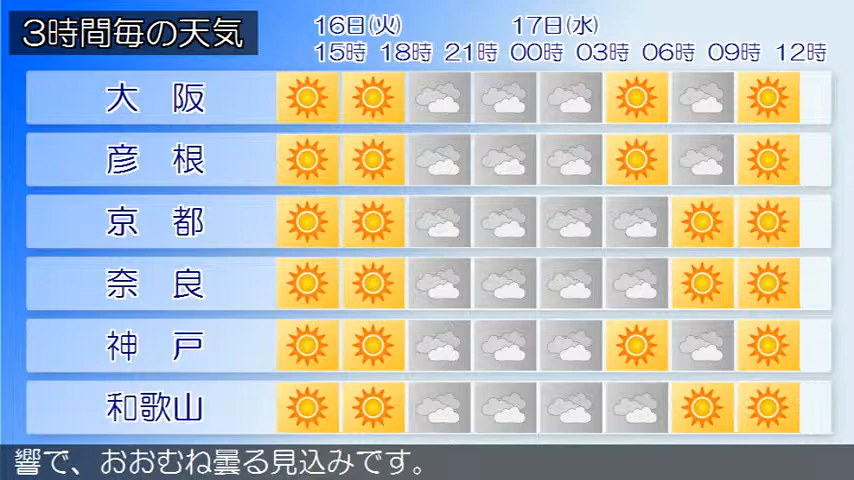 3時間毎の天気
16日(火) 17日(水)
15時 18時 21時 00時 03時 06時 09時 12時
大阪
彦根
京都
奈良
神戸
和歌山
響で、おおむね曇る見込みです。